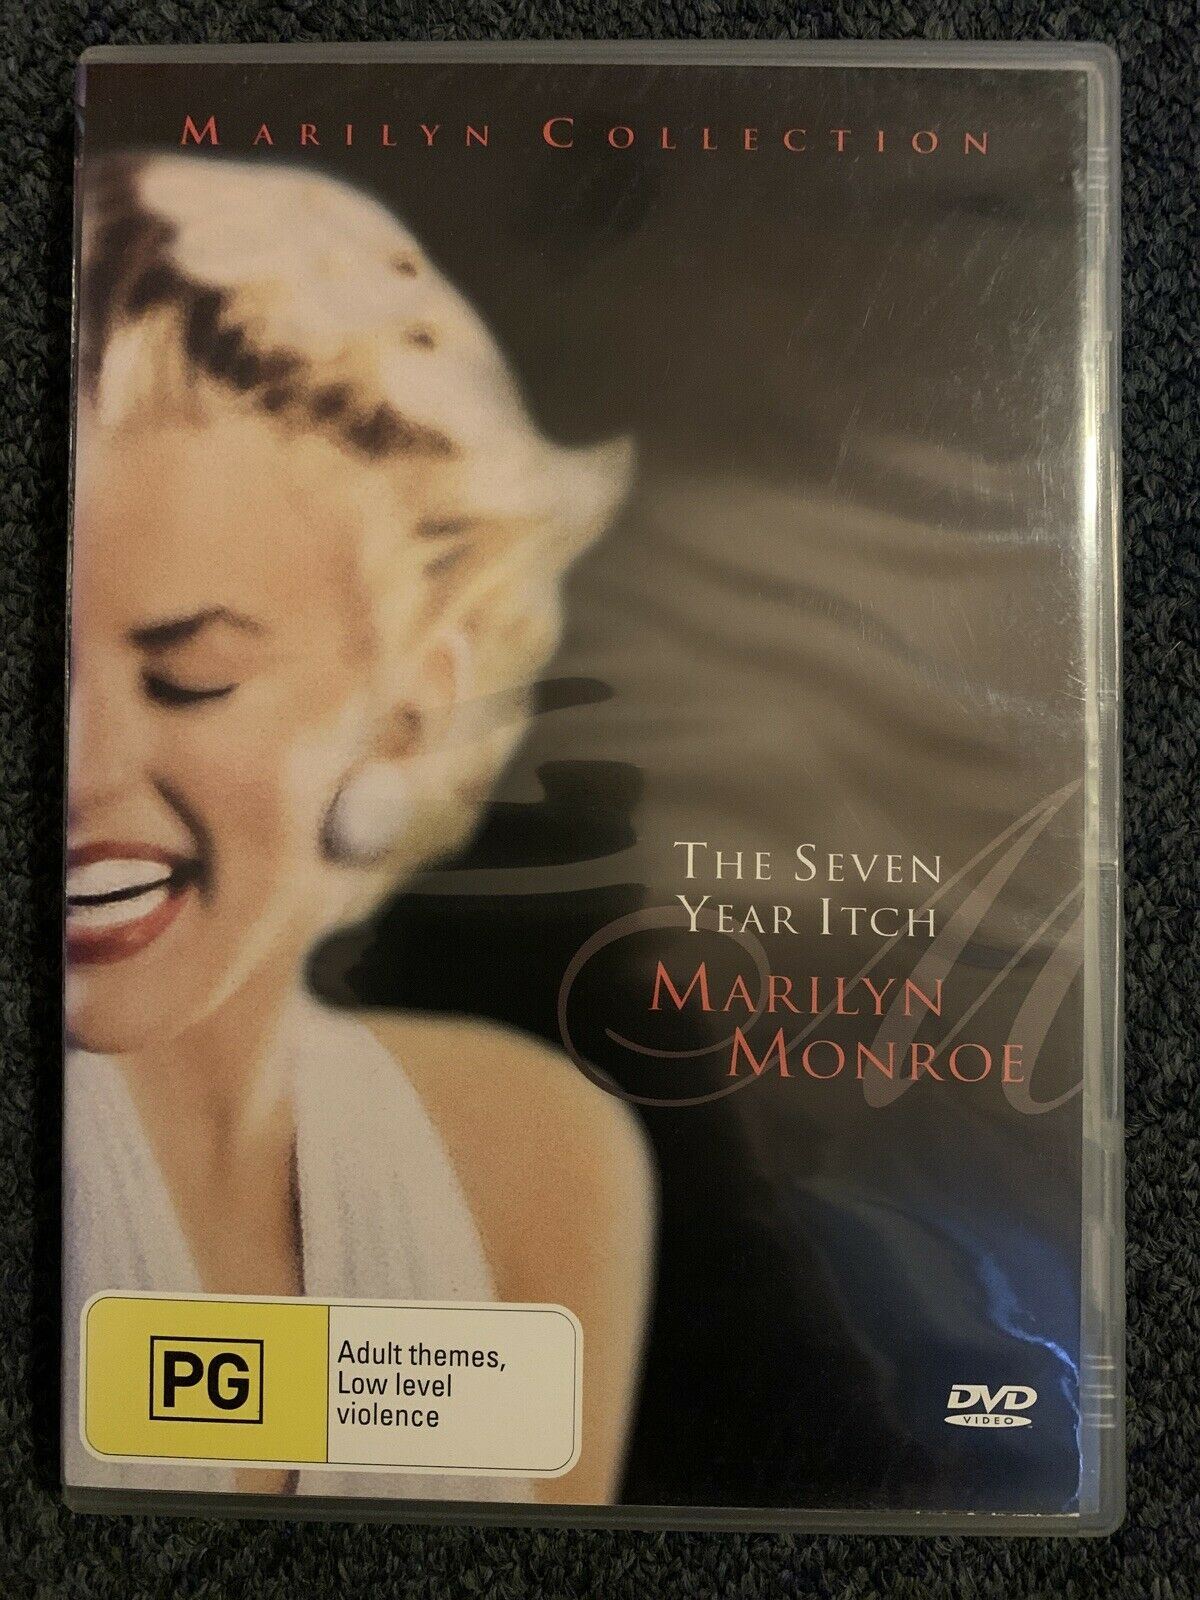 MARILYN COLLECTION
THE SEVEN
YEAR ITCH
MARILYN
MONROE
M
PG
Adult themes,
Low level
violence
DVD
VIDEO